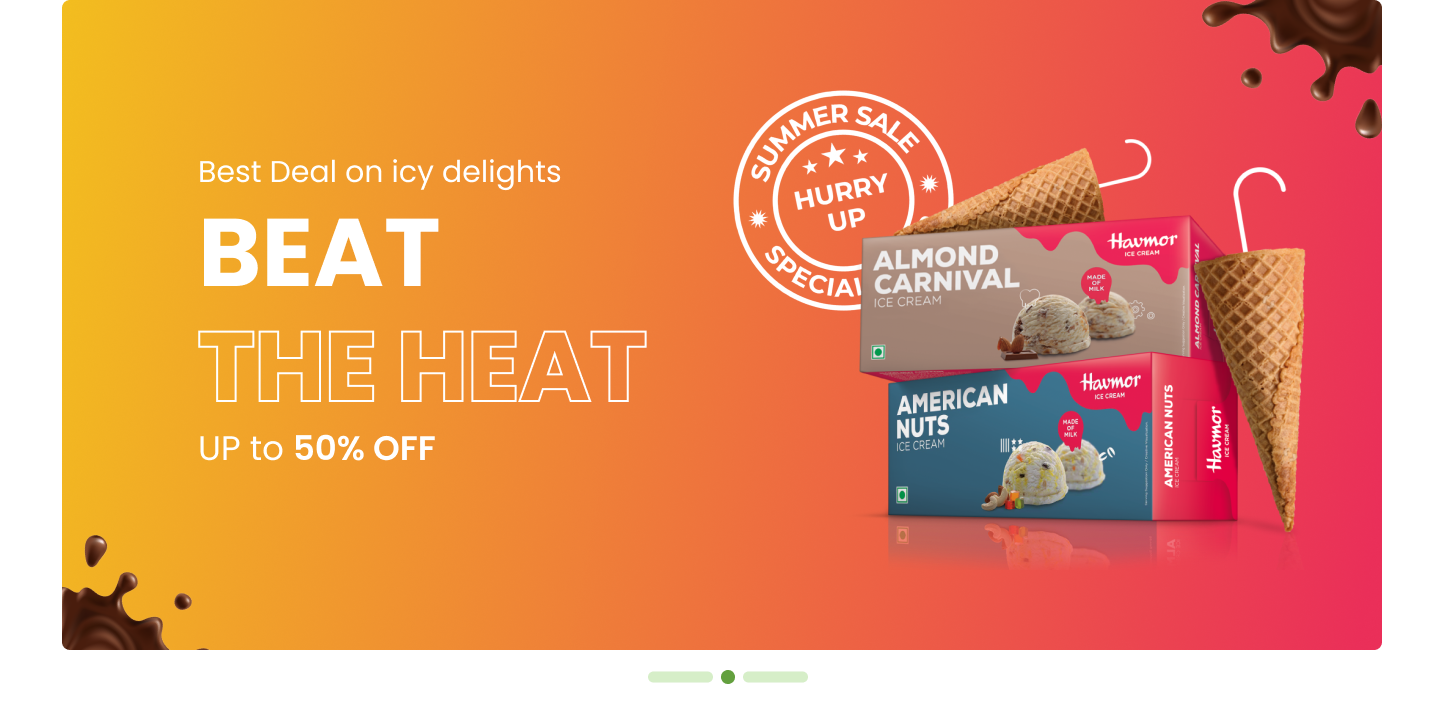 Best Deal on icy delights
BEAT
THE HEAT
UP to 50% OFF
SUMMER SALE
HURRY
UP
SPECIAL
ALMOND
CARNIVAL
ICE CREAM
Havmor
ICE CREAM
MADE
OF
MILK
ALMOND CARNIVAL
AMERICAN
NUTS
ICE CREAM
Havmor
ICE CREAM
MADE
OF
MILK
AMERICAN NUTS
ICE CREAM
Havmor
ICE CREAM